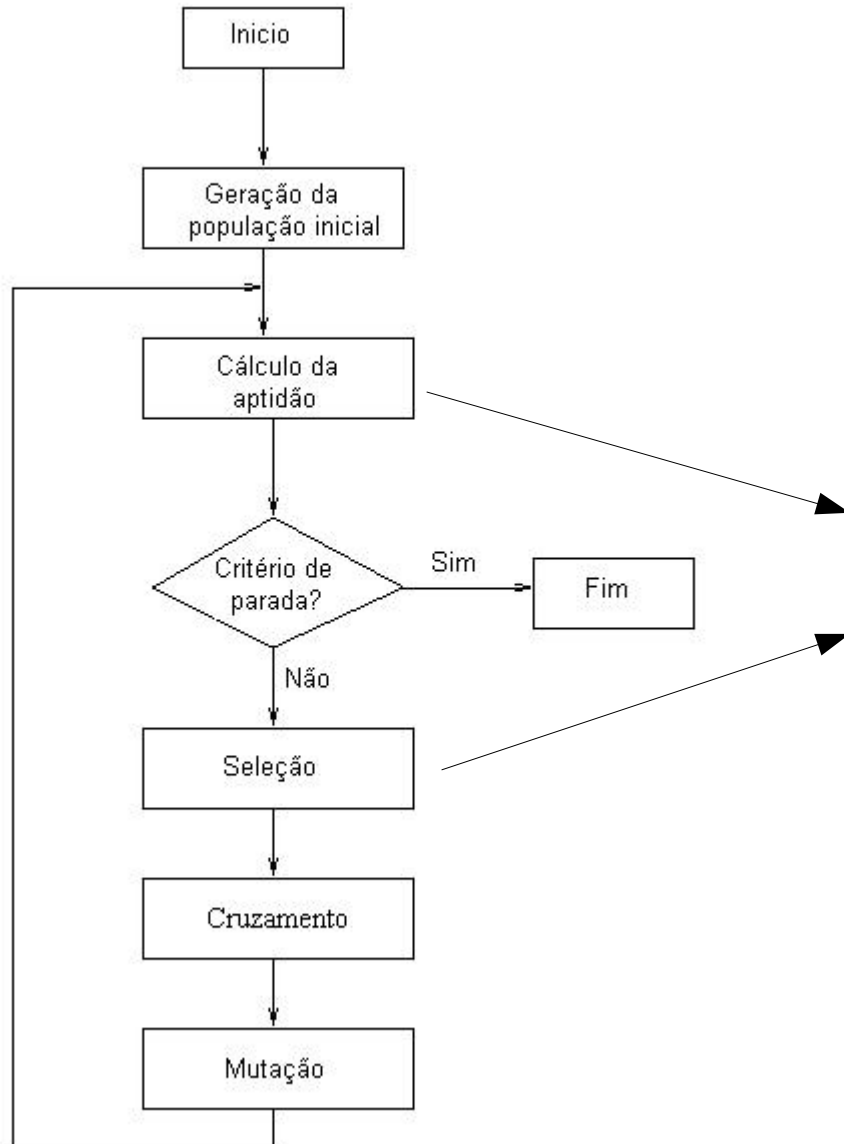 Inicio
Geração da
população inicial
Cálculo da
aptidão
Critério de
parada?
Sim
Fim
Não
Seleção
Cruzamento
Mutação